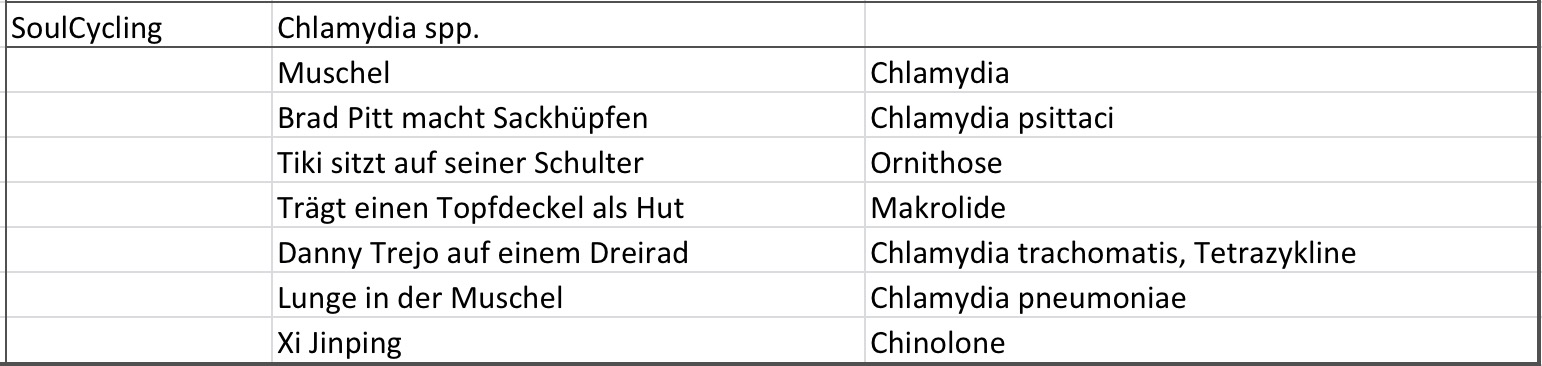 SoulCycling Chlamydia spp.
Muschel Chlamydia
Brad Pitt macht Sackhüpfen Chlamydia psittaci
Tiki sitzt auf seiner Schulter Ornithose
Trägt einen Topfdeckel als Hut Makrolide
Danny Trejo auf einem Dreirad Chlamydia trachomatis, Tetrazykline
Lunge in der Muschel Chlamydia pneumoniae
Xi Jinping Chinolone